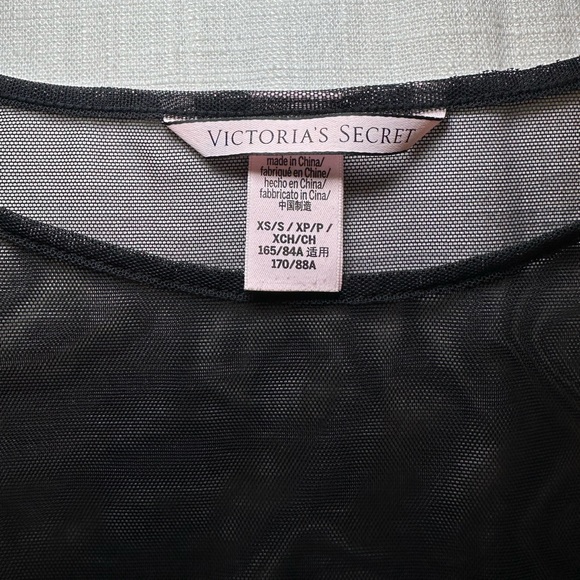 VICTORIA'S SECRET
made in China/
fabriqué en Chine/
hecho en China/
fabbricato in Cina/
中国制造
XS/S / XP/P /
XCH/CH
165/84A 适用
170/88A